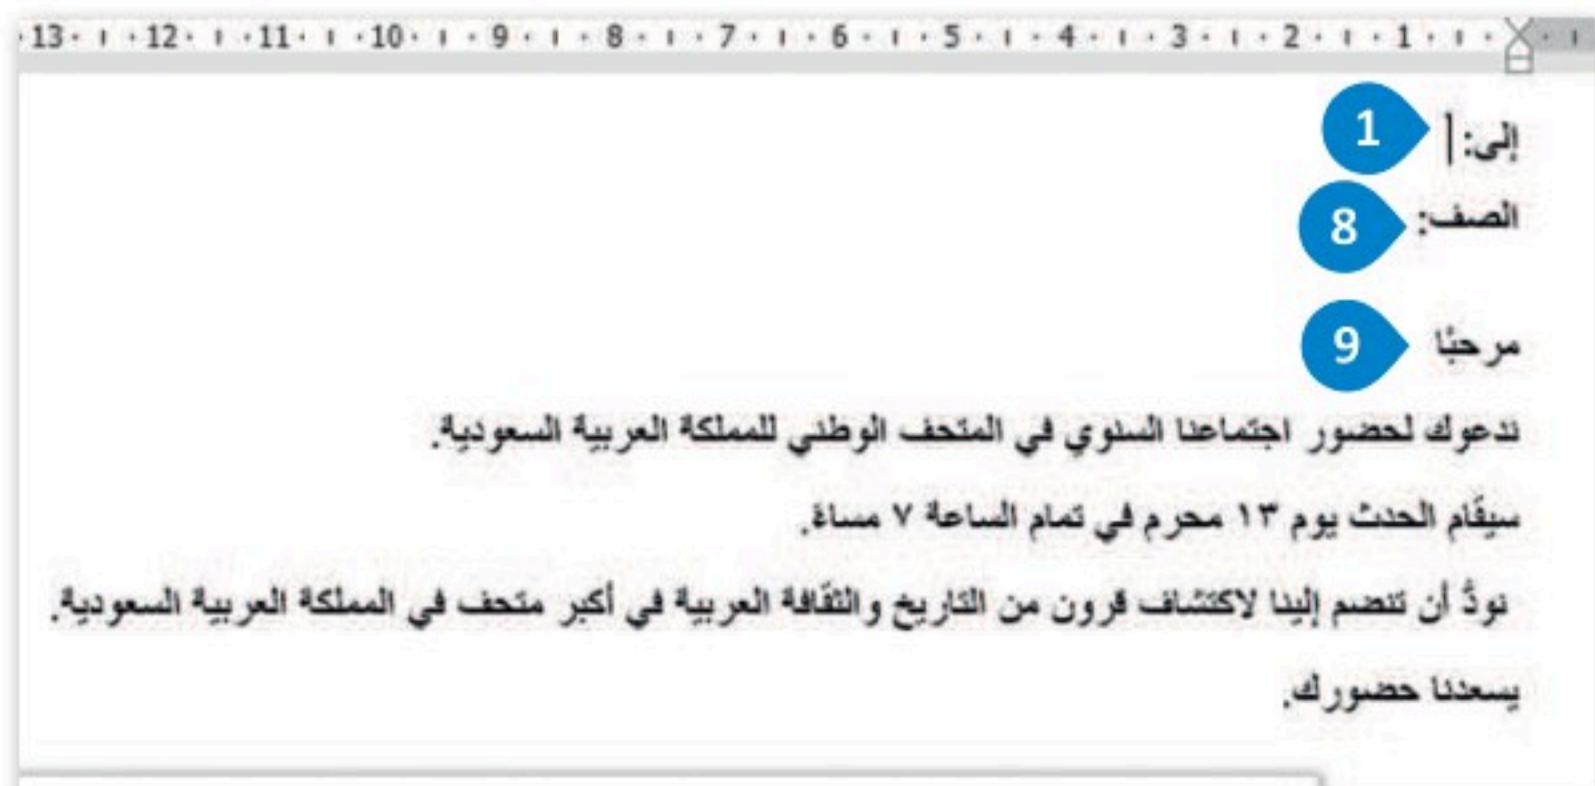 13 12 11 10 9 8 7 6 5 4 3 2 1
إلى: 1
الصف: 8
مرحبًا 9
ندعوك لحضور اجتماعنا السنوي في المتحف الوطني للمملكة العربية السعودية.
سيقام الحدث يوم ١٣ محرم في تمام الساعة ٧ مساءً.
نودُّ أن تنضم إلينا لاكتشاف قرون من التاريخ والثقافة العربية في أكبر متحف في المملكة العربية السعودية.
يسعدنا حضورك.